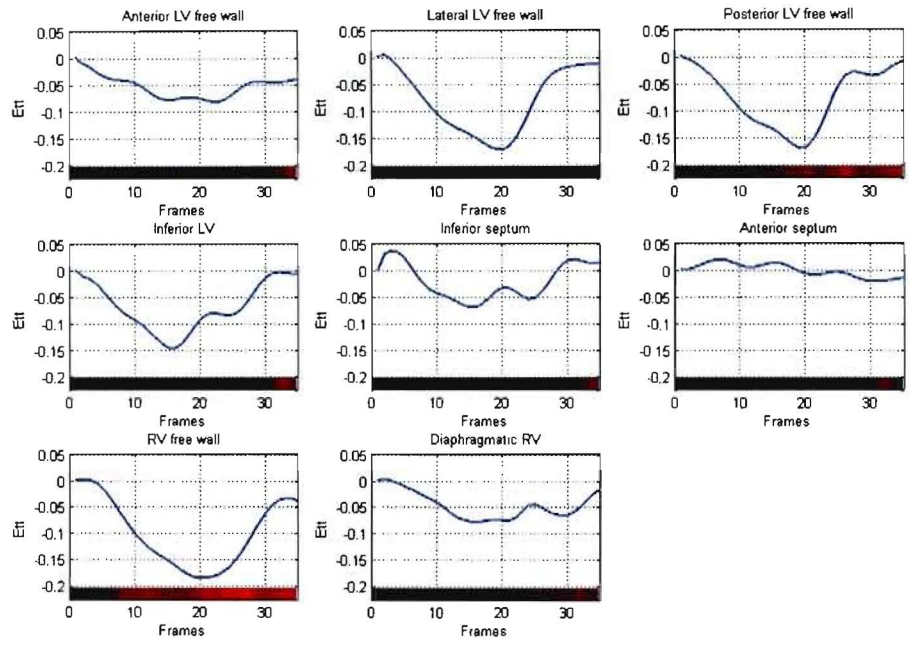 Anterior LV free wall
0.05
0
-0.05
-0.1
-0.15
-0.2
Ett
0 10 20 30
Frames
Lateral LV free wall
0.05
0
-0.05
-0.1
-0.15
-0.2
Ett
0 10 20 30
Frames
Posterior LV free wall
0.05
0
-0.05
-0.1
-0.15
-0.2
Ett
0 10 20 30
Frames
Inferior LV
0.05
0
-0.05
-0.1
-0.15
-0.2
Ett
0 10 20 30
Frames
Inferior septum
0.05
0
-0.05
-0.1
-0.15
-0.2
Ett
0 10 20 30
Frames
Anterior septum
0.05
0
-0.05
-0.1
-0.15
-0.2
Ett
0 10 20 30
Frames
RV free wall
0.05
0
-0.05
-0.1
-0.15
-0.2
Ett
0 10 20 30
Frames
Diaphragmatic RV
0.05
0
-0.05
-0.1
-0.15
-0.2
Ett
0 10 20 30
Frames